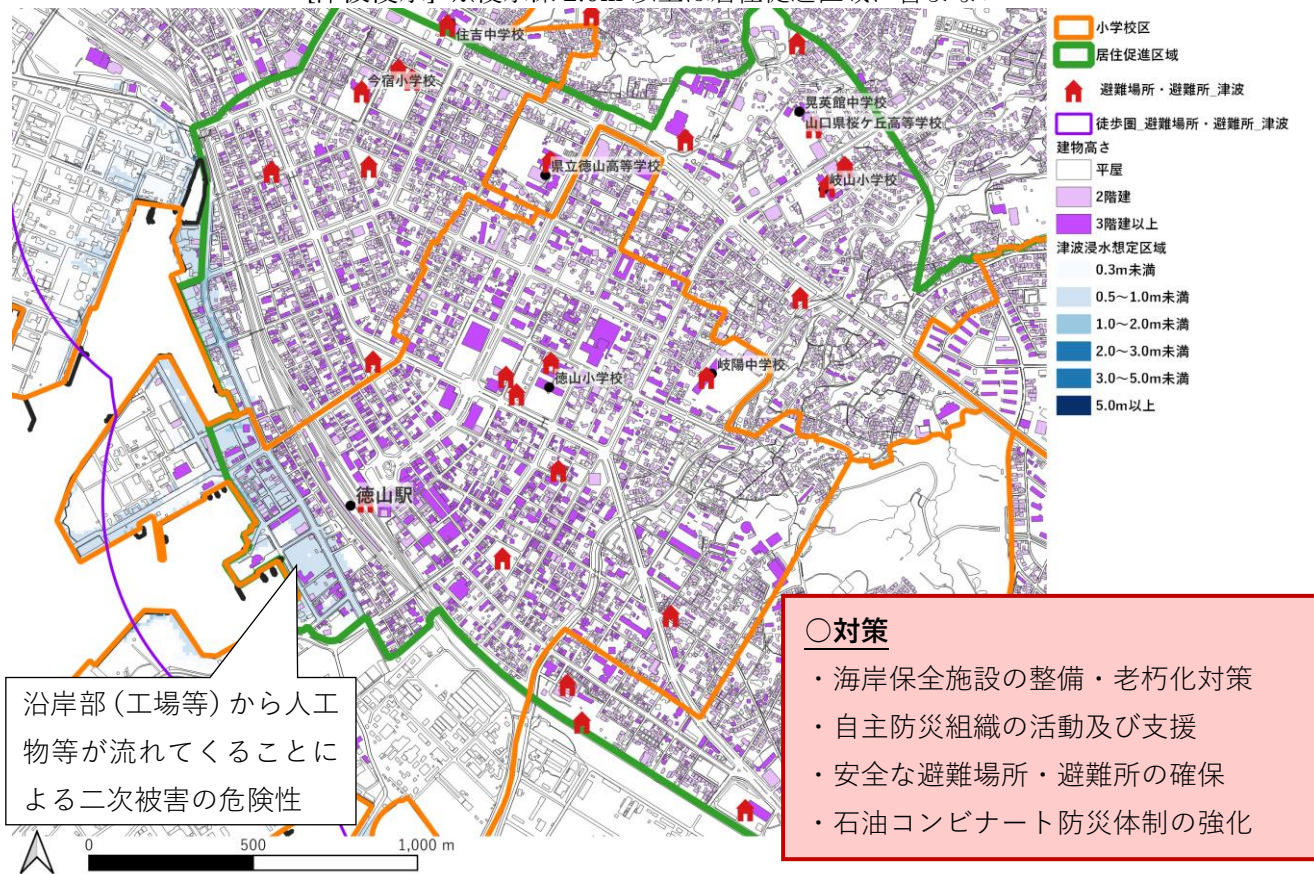 住吉中学校
今宿小学校
晃英館中学校
山口県桜ケ丘高等学校
県立徳山高等学校
岐山小学校
岐陽中学校
徳山小学校
徳山駅
小学校区
居住促進区域
避難場所・避難所_津波
徒歩圏_避難場所・避難所_津波
建物高さ
平屋
2階建
3階建以上
津波浸水想定区域
0.3m未満
0.5～1.0m未満
1.0～2.0m未満
2.0～3.0m未満
3.0～5.0m未満
5.0m以上
沿岸部(工場等)から人工
物等が流れてくることに
よる二次被害の危険性
○対策
・海岸保全施設の整備・老朽化対策
・自主防災組織の活動及び支援
・安全な避難場所・避難所の確保
・石油コンビナート防災体制の強化
0 500 1,000 m